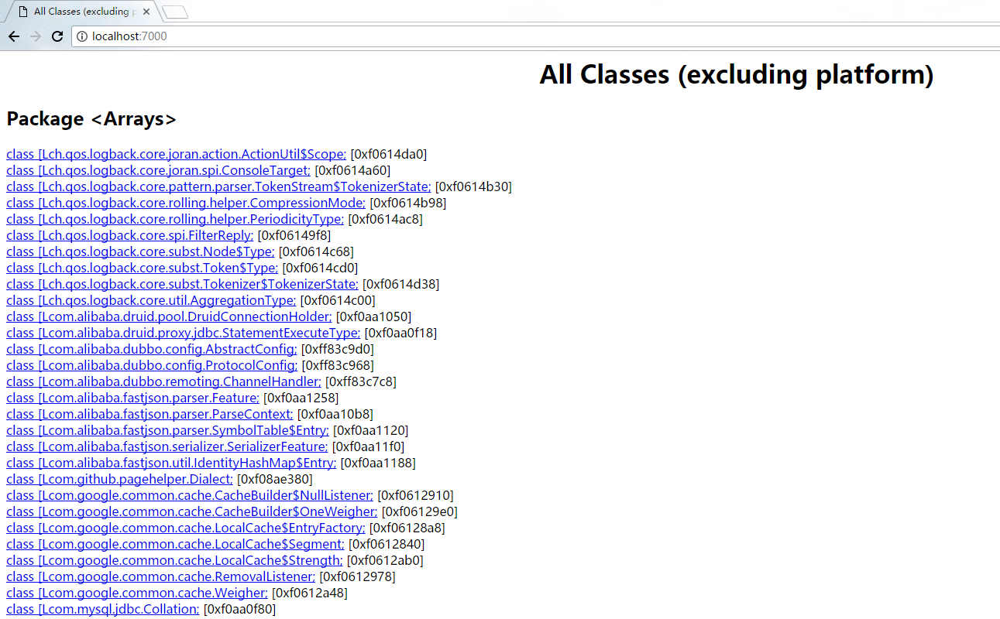 All Classes (excluding p
localhost:7000
All Classes (excluding platform)
Package <Arrays>
class [Lch.qos.logback.core.joran.action.ActionUtil$Scope; [0xf0614da0]
class [Lch.qos.logback.core.joran.spi.ConsoleTarget; [0xf0614a60]
class [Lch.qos.logback.core.pattern.parser.TokenStream$TokenizerState; [0xf0614b30]
class [Lch.qos.logback.core.rolling.helper.CompressionMode; [0xf0614b98]
class [Lch.qos.logback.core.rolling.helper.PeriodicityType; [0xf0614ac8]
class [Lch.qos.logback.core.spi.FilterReply; [0xf06149f8]
class [Lch.qos.logback.core.subst.Node$Type; [0xf0614c68]
class [Lch.qos.logback.core.subst.Token$Type; [0xf0614cd0]
class [Lch.qos.logback.core.subst.Tokenizer$TokenizerState; [0xf0614d38]
class [Lch.qos.logback.core.util.AggregationType; [0xf0614c00]
class [Lcom.alibaba.druid.pool.DruidConnectionHolder; [0xf0aa1050]
class [Lcom.alibaba.druid.proxy.jdbc.StatementExecuteType; [0xf0aa0f18]
class [Lcom.alibaba.dubbo.config.AbstractConfig; [0xff83c9d0]
class [Lcom.alibaba.dubbo.config.ProtocolConfig; [0xff83c968]
class [Lcom.alibaba.dubbo.remoting.ChannelHandler; [0xff83c7c8]
class [Lcom.alibaba.fastjson.parser.Feature; [0xf0aa1258]
class [Lcom.alibaba.fastjson.parser.ParseContext; [0xf0aa10b8]
class [Lcom.alibaba.fastjson.parser.SymbolTable$Entry; [0xf0aa1120]
class [Lcom.alibaba.fastjson.serializer.SerializerFeature; [0xf0aa11f0]
class [Lcom.alibaba.fastjson.util.IdentityHashMap$Entry; [0xf0aa1188]
class [Lcom.github.pagehelper.Dialect; [0xf08ae380]
class [Lcom.google.common.cache.CacheBuilder$NullListener; [0xf0612910]
class [Lcom.google.common.cache.CacheBuilder$OneWeigher; [0xf06129e0]
class [Lcom.google.common.cache.LocalCache$EntryFactory; [0xf06128a8]
class [Lcom.google.common.cache.LocalCache$Segment; [0xf0612840]
class [Lcom.google.common.cache.LocalCache$Strength; [0xf0612ab0]
class [Lcom.google.common.cache.RemovalListener; [0xf0612978]
class [Lcom.google.common.cache.Weigher; [0xf0612a48]
class [Lcom.mysql.jdbc.Collation; [0xf0aa0f80]